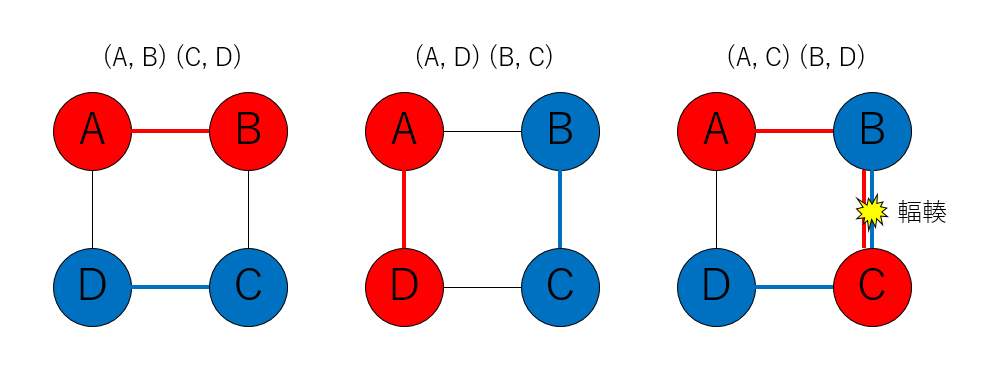 (A, B) (C, D)
(A, D) (B, C)
(A, C) (B, D)
A B
D C
A B
D C
A B
輻輳
D C